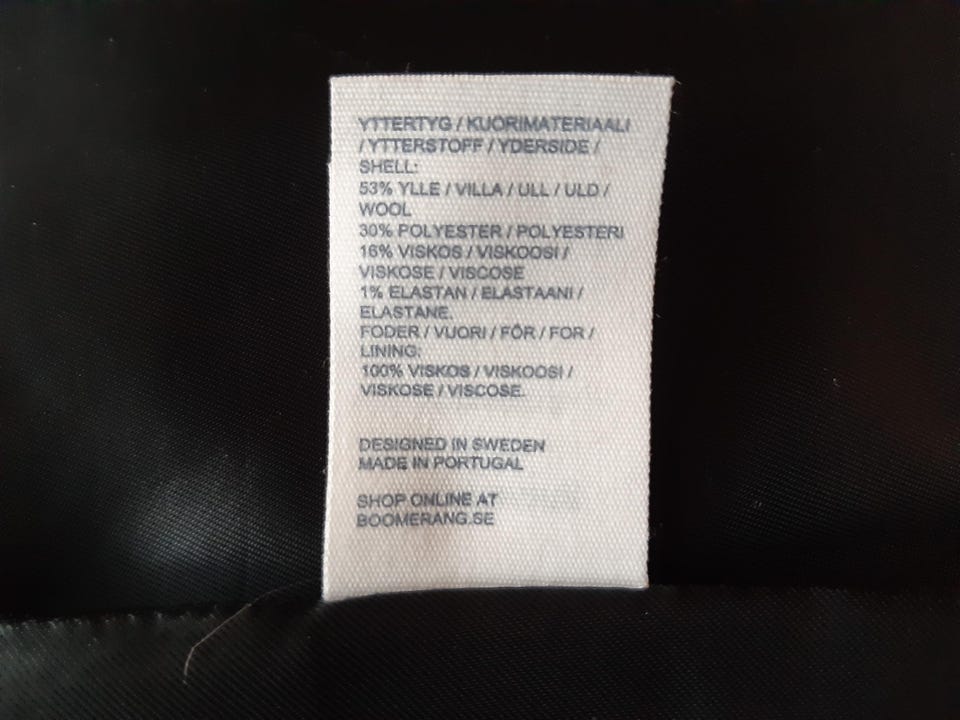 YTTERTYG / KUORIMATERIAALI
/ YTTERSTOFF / YDERSIDE /
SHELL:
53% YLLE / VILLA / ULL / ULD /
WOOL
30% POLYESTER / POLYESTERI
16% VISKOS / VISKOOSI /
VISKOSE / VISCOSE
1% ELASTAN / ELASTAANI /
ELASTANE.
FODER / VUORI / FÔR / FOR /
LINING:
100% VISKOS / VISKOOSI /
VISKOSE / VISCOSE.
DESIGNED IN SWEDEN
MADE IN PORTUGAL
SHOP ONLINE AT
BOOMERANG.SE